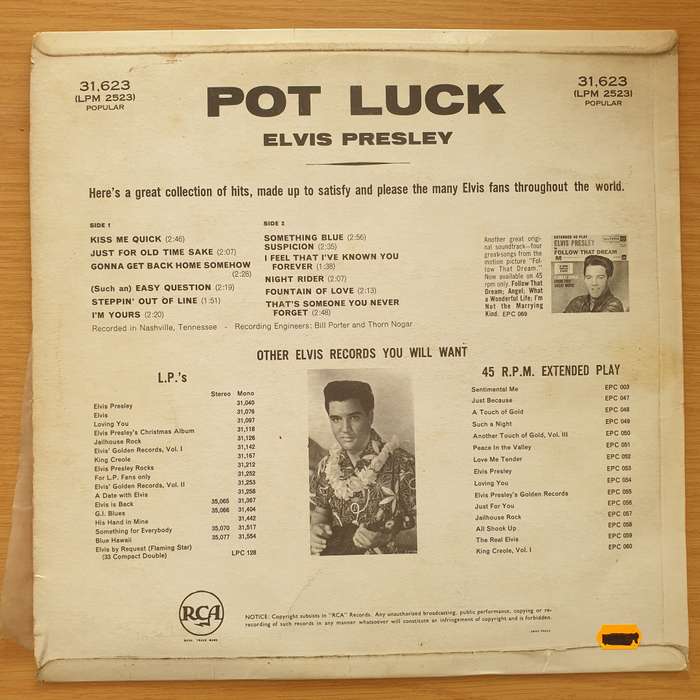 31,623
(LPM 2523)
POPULAR
POT LUCK
ELVIS PRESLEY
31,623
(LPM 2523)
POPULAR
Here's a great collection of hits, made up to satisfy and please the many Elvis fans throughout the world.
SIDE 1
KISS ME QUICK (2:46)
JUST FOR OLD TIME SAKE (2:07)
GONNA GET BACK HOME SOMEHOW
(2:26)
(Such an) EASY QUESTION (2:19)
STEPPIN' OUT OF LINE (1:51)
I'M YOURS (2:20)
SIDE 2
SOMETHING BLUE (2:56)
SUSPICION (2:35)
I FEEL THAT I'VE KNOWN YOU
FOREVER (1:38)
NIGHT RIDER (2:07)
FOUNTAIN OF LOVE (2:13)
THAT'S SOMEONE YOU NEVER
FORGET (2:48)
Recorded in Nashville, Tennessee - Recording Engineers: Bill Porter and Thorn Nogar
Another great origi-
nal soundtrack—four
great songs from the
motion picture "Fol-
low That Dream."
Now available on 45
rpm only. Follow That
Dream; Angel; What
a Wonderful Life; I'm
Not the Marrying
Kind. EPC 069
EXTENDED 45 PLAY
ELVIS PRESLEY
FOLLOW THAT DREAM
OTHER ELVIS RECORDS YOU WILL WANT
L.P.'s
Stereo Mono
Elvis Presley 31,040
Elvis 31,076
Loving You 31,097
Elvis Presley's Christmas Album 31,118
Jailhouse Rock 31,126
Elvis' Golden Records, Vol. I 31,142
King Creole 31,167
Elvis Presley Rocks 31,212
For L.P. Fans only 31,252
Elvis' Golden Records, Vol. II 31,253
A Date with Elvis 31,256
Elvis is Back 35,065 31,367
G.I. Blues 35,066 31,404
His Hand in Mine 31,442
Something for Everybody 35,070 31,517
Blue Hawaii 35,077 31,554
Elvis by Request (Flaming Star)
(33 Compact Double) LPC 128
45 R.P.M. EXTENDED PLAY
Sentimental Me EPC 003
Just Because EPC 047
A Touch of Gold EPC 048
Such a Night EPC 049
Another Touch of Gold, Vol. III EPC 050
Peace in the Valley EPC 051
Love Me Tender EPC 052
Elvis Presley EPC 053
Loving You EPC 054
Elvis Presley's Golden Records EPC 055
Just For You EPC 056
Jailhouse Rock EPC 057
All Shook Up EPC 058
The Real Elvis EPC 059
King Creole, Vol. I EPC 060
RCA
NOTICE: Copyright subsists in "RCA" Records. Any unauthorised broadcasting, public performance, copying or re-
recording of such records in any manner whatsoever will constitute an infringement of copyright and is forbidden.